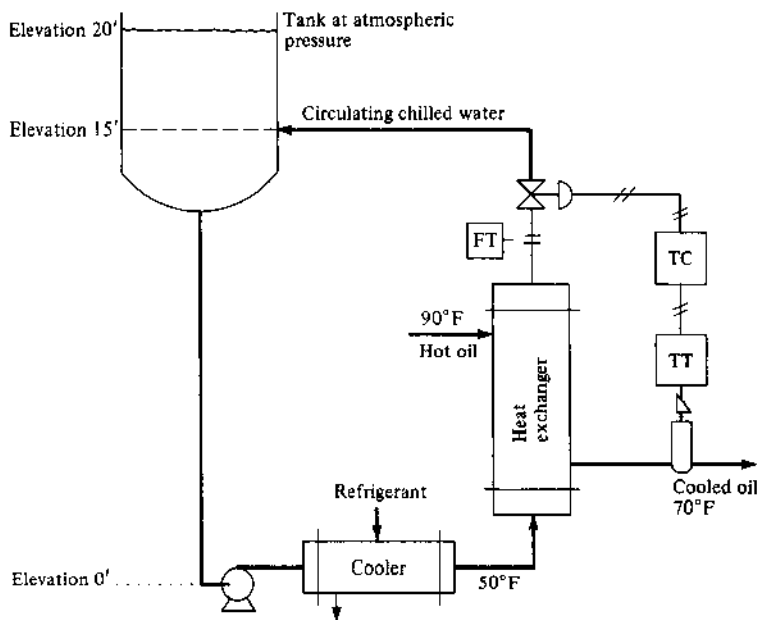 Elevation 20'
Tank at atmospheric
pressure
Elevation 15'
Circulating chilled water
FT
TC
90°F
Hot oil
TT
Heat
exchanger
Cooled oil
70°F
Refrigerant
Cooler
50°F
Elevation 0'